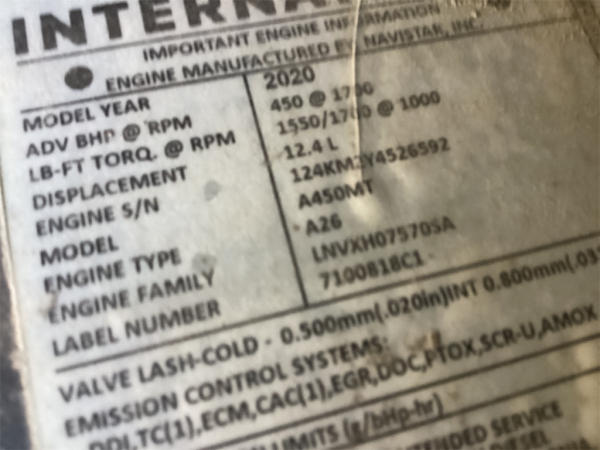 IMPORTANT ENGINE INFORMATION
ENGINE MANUFACTURED BY NAVISTAR, INC.
MODEL YEAR 2020
ADV BHP @ RPM 450 @ 1700
LB-FT TORQ. @ RPM 1550/1700 @ 1000
DISPLACEMENT 12.4 L
ENGINE S/N
MODEL A450MT
ENGINE TYPE A26
ENGINE FAMILY LNVXH07570SA
LABEL NUMBER 7100818C1
VALVE LASH-COLD - 0.500mm(.020in)INT 0.800mm(.03
EMISSION CONTROL SYSTEMS:
DDI,TC(1),ECM,CAC(1),EGR,DOC,PTOX,SCR-U,AMOX
LIMITS (g/bHp-hr)
SERVICE